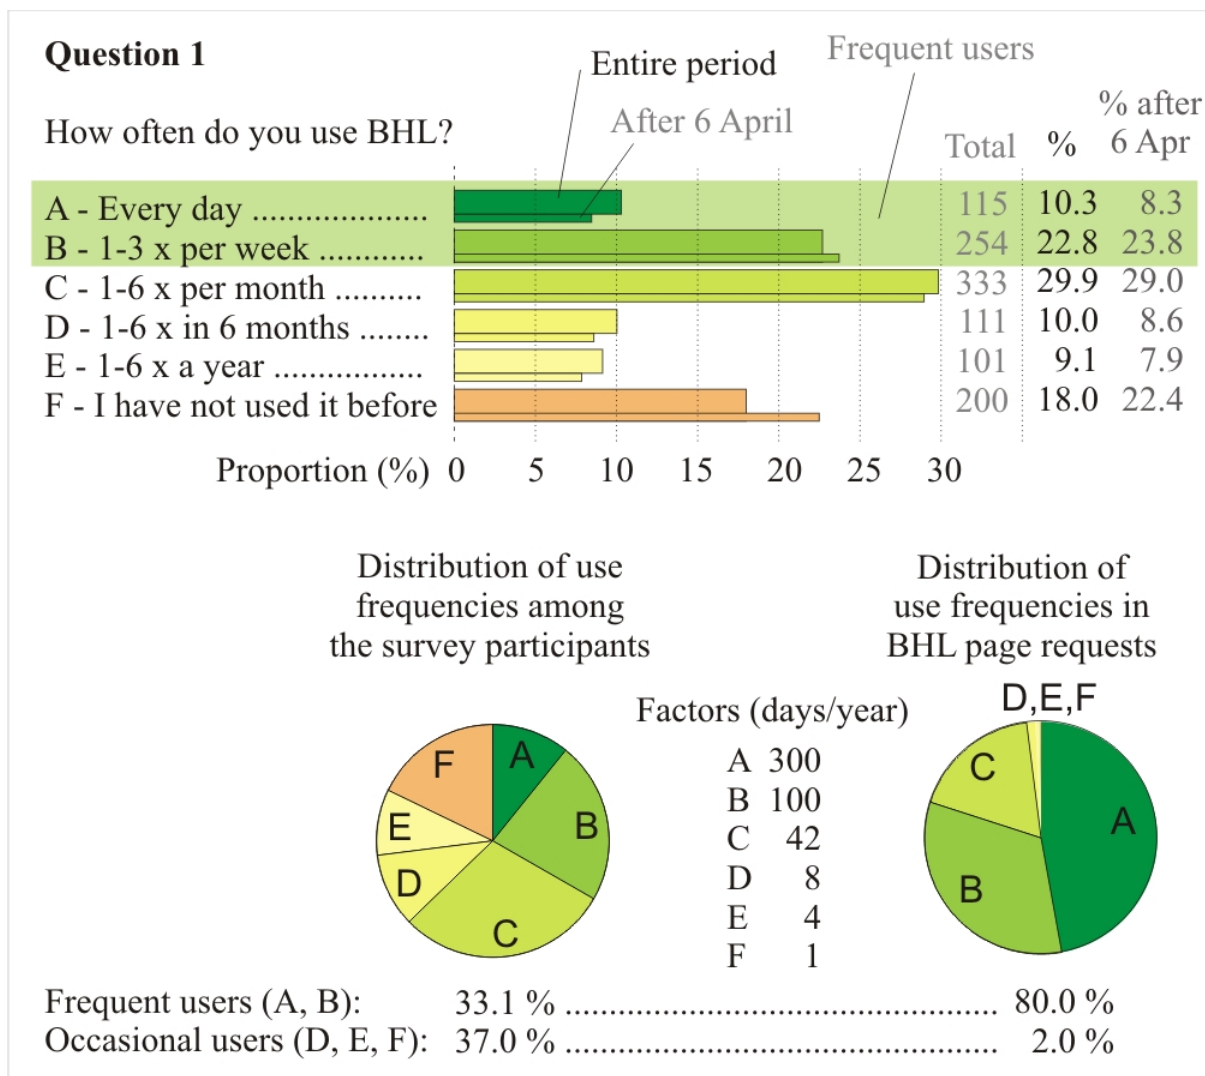 Question 1
Entire period
Frequent users
How often do you use BHL?
After 6 April
Total % % after 6 Apr
A - Every day ..................... 115 10.3 8.3
B - 1-3 x per week ............ 254 22.8 23.8
C - 1-6 x per month .......... 333 29.9 29.0
D - 1-6 x in 6 months ........ 111 10.0 8.6
E - 1-6 x a year .................. 101 9.1 7.9
F - I have not used it before 200 18.0 22.4
Proportion (%) 0 5 10 15 20 25 30
Distribution of use
frequencies among
the survey participants
Distribution of
use frequencies in
BHL page requests
A
B
C
D
E
F
Factors (days/year)
A 300
B 100
C 42
D 8
E 4
F 1
D,E,F
A
B
C
Frequent users (A, B): 33.1 % .................................................... 80.0 %
Occasional users (D, E, F): 37.0 % .................................................... 2.0 %